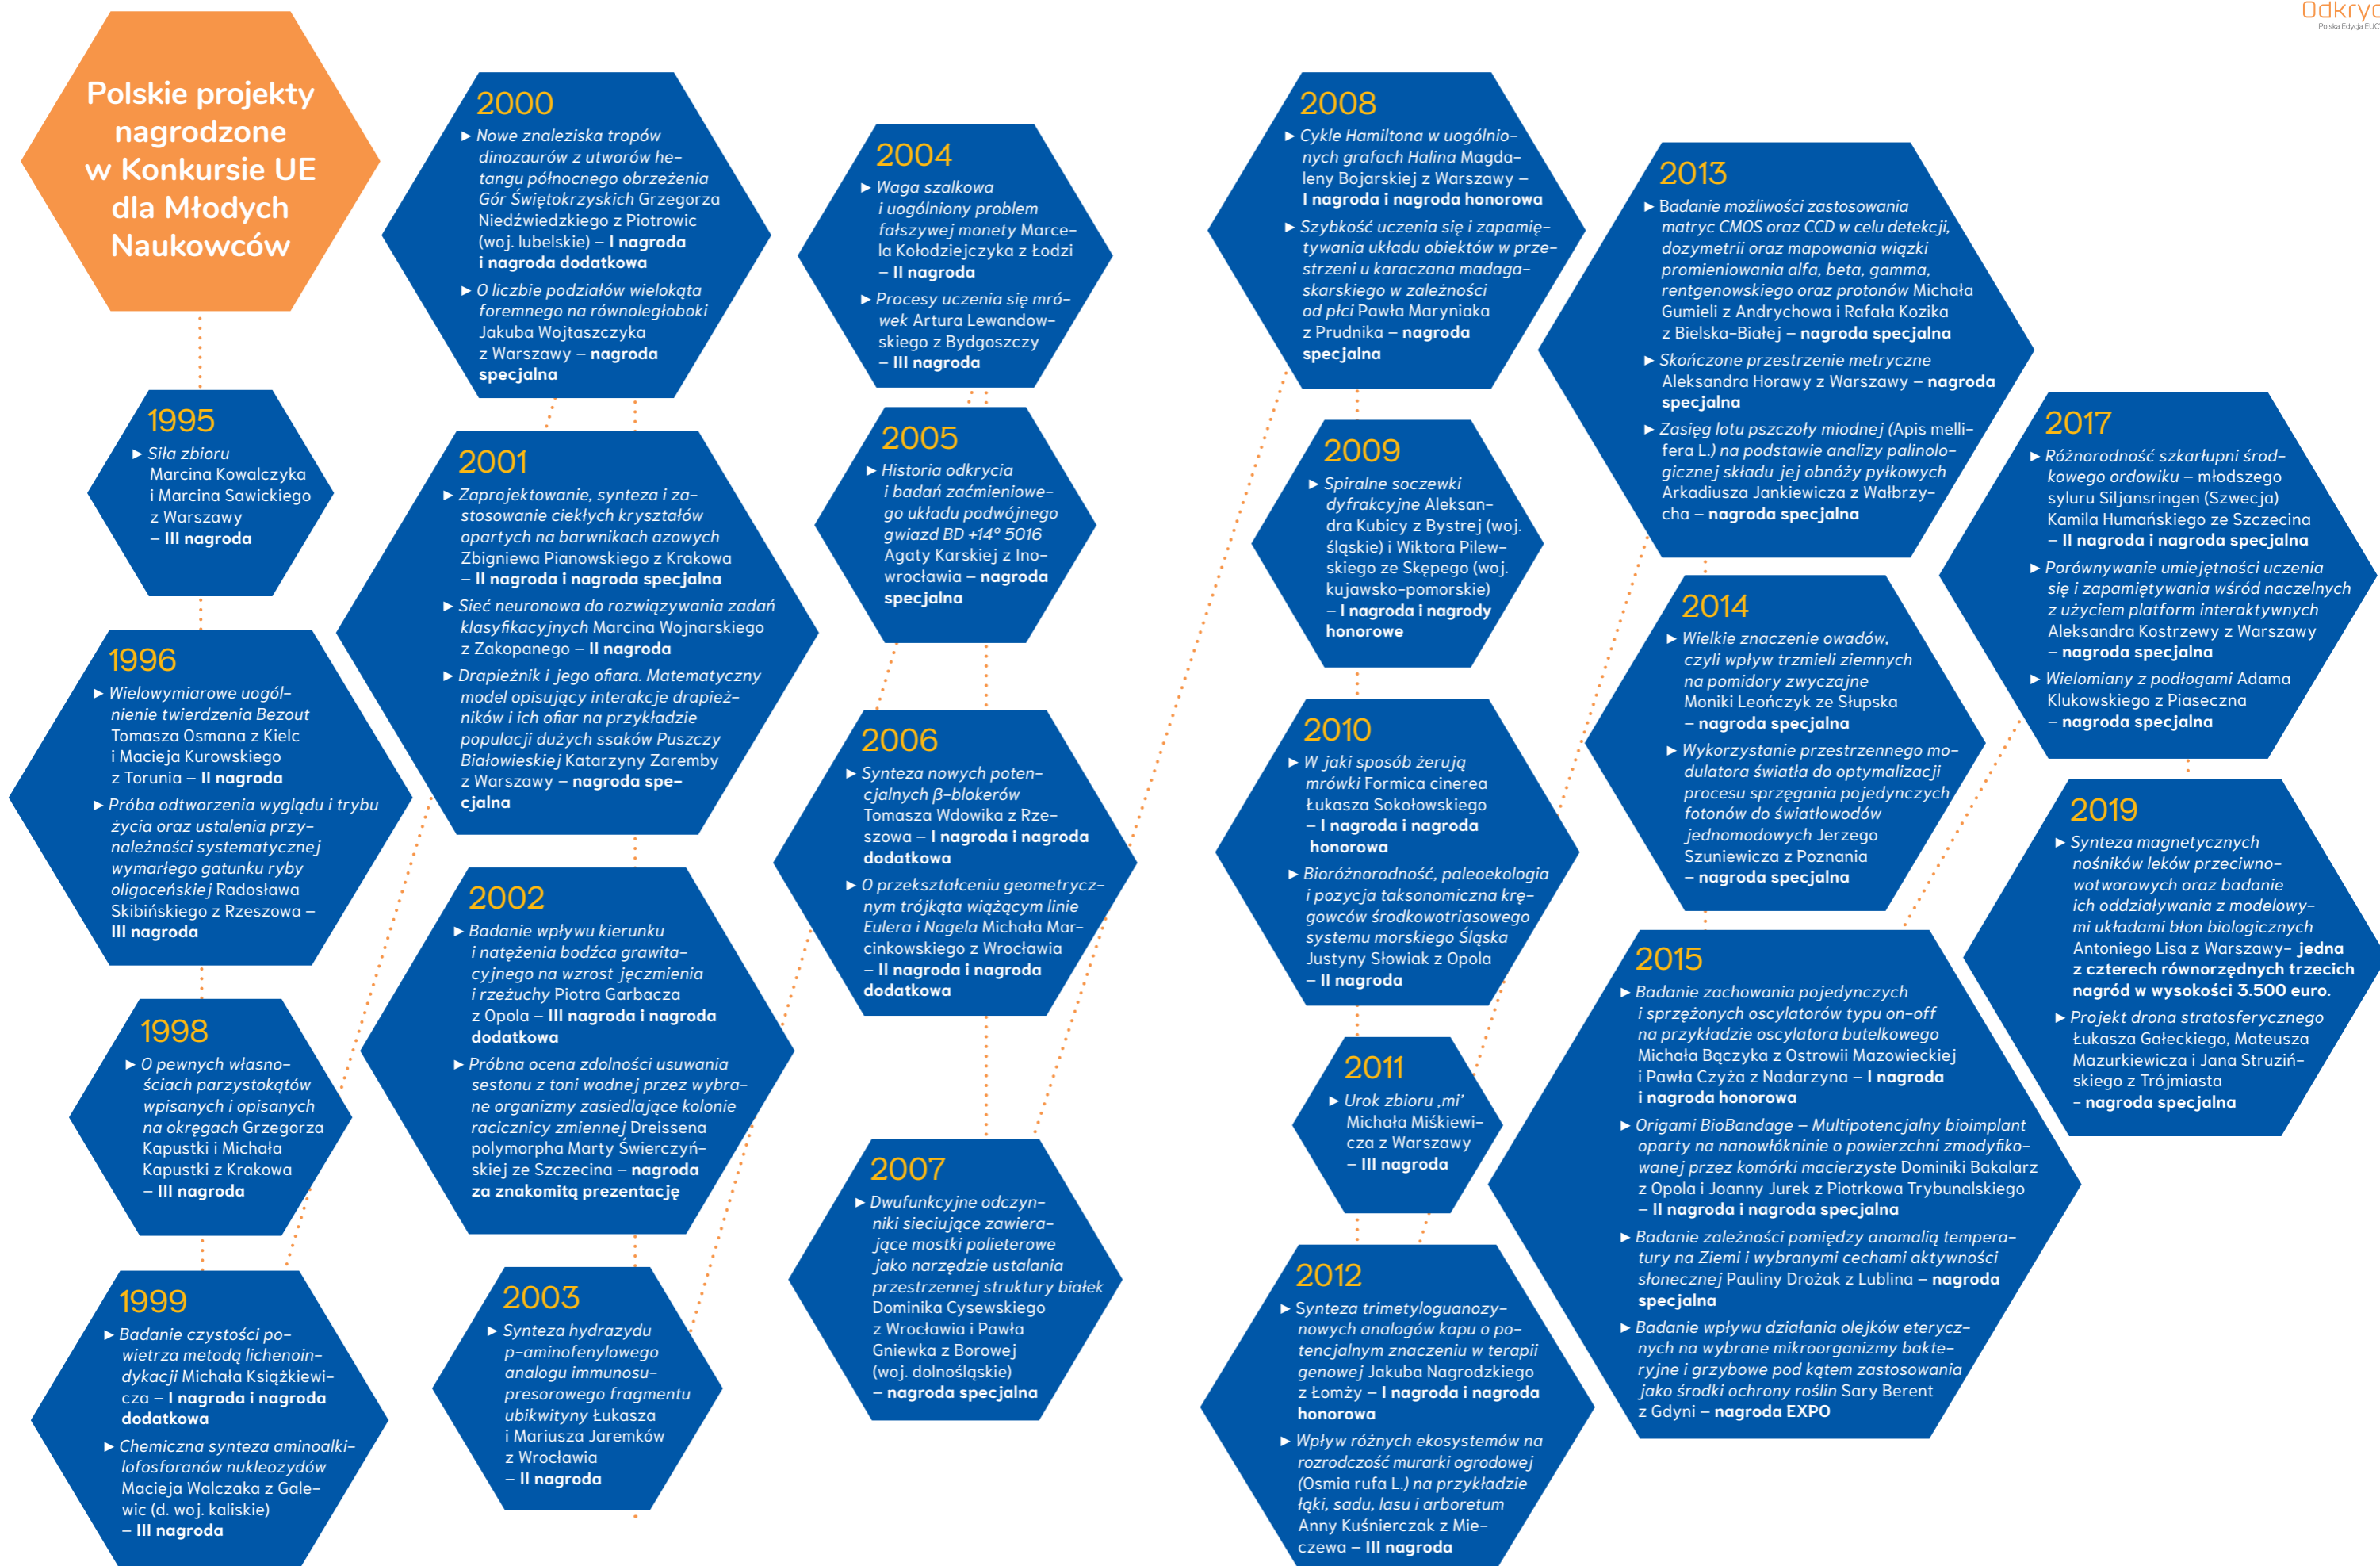 Odkryć
Polska Edycja EUC
Polskie projekty
nagrodzone
w Konkursie UE
dla Młodych
Naukowców
1995
► Siła zbioru
Marcina Kowalczyka
i Marcina Sawickiego
z Warszawy
– III nagroda
1996
► Wielowymiarowe uogól–
nienie twierdzenia Bezout
Tomasza Osmana z Kielc
i Macieja Kurowskiego
z Torunia – II nagroda
► Próba odtworzenia wyglądu i trybu
życia oraz ustalenia przy–
należności systematycznej
wymarłego gatunku ryby
oligoceńskiej Radosława
Skibińskiego z Rzeszowa –
III nagroda
1998
► O pewnych własno–
ściach parzystokątów
wpisanych i opisanych
na okręgach Grzegorza
Kapustki i Michała
Kapustki z Krakowa
– III nagroda
1999
► Badanie czystości po–
wietrza metodą lichenoin–
dykacji Michała Książkiewi–
cza – I nagroda i nagroda
dodatkowa
► Chemiczna synteza aminoalki–
lofosforanów nukleozydów
Macieja Walczaka z Gale–
wic (d. woj. kaliskie)
– III nagroda
2000
► Nowe znaleziska tropów
dinozaurów z utworów he–
tangu północnego obrzeżenia
Gór Świętokrzyskich Grzegorza
Niedźwiedzkiego z Piotrowic
(woj. lubelskie) – I nagroda
i nagroda dodatkowa
► O liczbie podziałów wielokąta
foremnego na równoległoboki
Jakuba Wojtaszczyka
z Warszawy – nagroda
specjalna
2001
► Zaprojektowanie, synteza i za–
stosowanie ciekłych kryształów
opartych na barwnikach azowych
Zbigniewa Pianowskiego z Krakowa
– II nagroda i nagroda specjalna
► Sieć neuronowa do rozwiązywania zadań
klasyfikacyjnych Marcina Wojnarskiego
z Zakopanego – II nagroda
► Drapieżnik i jego ofiara. Matematyczny
model opisujący interakcje drapież–
ników i ich ofiar na przykładzie
populacji dużych ssaków Puszczy
Białowieskiej Katarzyny Zaremby
z Warszawy – nagroda spe–
cjalna
2002
► Badanie wpływu kierunku
i natężenia bodźca grawita–
cyjnego na wzrost jęczmienia
i rzeżuchy Piotra Garbacza
z Opola – III nagroda i nagroda
dodatkowa
► Próbna ocena zdolności usuwania
sestonu z toni wodnej przez wybra–
ne organizmy zasiedlające kolonie
racicznicy zmiennej Dreissena
polymorpha Marty Świerczyń–
skiej ze Szczecina – nagroda
za znakomitą prezentację
2003
► Synteza hydrazydu
p–aminofenylowego
analogu immunosu–
presorowego fragmentu
ubikwityny Łukasza
i Mariusza Jaremków
z Wrocławia
– II nagroda
2004
► Waga szalkowa
i uogólniony problem
fałszywej monety Marce–
la Kołodziejczyka z Łodzi
– II nagroda
► Procesy uczenia się mró–
wek Artura Lewandow–
skiego z Bydgoszczy
– III nagroda
2005
► Historia odkrycia
i badań zaćmieniowe–
go układu podwójnego
gwiazd BD +14° 5016
Agaty Karskiej z Ino–
wrocławia – nagroda
specjalna
2006
► Synteza nowych poten–
cjalnych β–blokerów
Tomasza Wdowika z Rze–
szowa – I nagroda i nagroda
dodatkowa
► O przekształceniu geometrycz–
nym trójkąta wiążącym linie
Eulera i Nagela Michała Mar–
cinkowskiego z Wrocławia
– II nagroda i nagroda
dodatkowa
2007
► Dwufunkcyjne odczyn–
niki sieciujące zawiera–
jące mostki polieterowe
jako narzędzie ustalania
przestrzennej struktury białek
Dominika Cysewskiego
z Wrocławia i Pawła
Gniewka z Borowej
(woj. dolnośląskie)
– nagroda specjalna
2008
► Cykle Hamiltona w uogólnio–
nych grafach Halina Magda–
leny Bojarskiej z Warszawy –
I nagroda i nagroda honorowa
► Szybkość uczenia się i zapamię–
tywania układu obiektów w prze–
strzeni u karaczana madaga–
skarskiego w zależności
od płci Pawła Maryniaka
z Prudnika – nagroda
specjalna
2009
► Spiralne soczewki
dyfrakcyjne Aleksan–
dra Kubicy z Bystrej (woj.
śląskie) i Wiktora Pilew–
skiego ze Skępego (woj.
kujawsko–pomorskie)
– I nagroda i nagrody
honorowe
2010
► W jaki sposób żerują
mrówki Formica cinerea
Łukasza Sokołowskiego
– I nagroda i nagroda
honorowa
► Bioróżnorodność, paleoekologia
i pozycja taksonomiczna krę–
gowców środkowotriasowego
systemu morskiego Śląska
Justyny Słowiak z Opola
– II nagroda
2011
► Urok zbioru ‚mi’
Michała Miśkiewi–
cza z Warszawy
– III nagroda
2012
► Synteza trimetyloguanozy–
nowych analogów kapu o po–
tencjalnym znaczeniu w terapii
genowej Jakuba Nagrodzkiego
z Łomży – I nagroda i nagroda
honorowa
► Wpływ różnych ekosystemów na
rozrodczość murarki ogrodowej
(Osmia rufa L.) na przykładzie
łąki, sadu, lasu i arboretum
Anny Kuśnierczak z Mie–
czewa – III nagroda
2013
► Badanie możliwości zastosowania
matryc CMOS oraz CCD w celu detekcji,
dozymetrii oraz mapowania wiązki
promieniowania alfa, beta, gamma,
rentgenowskiego oraz protonów Michała
Gumieli z Andrychowa i Rafała Kozika
z Bielska–Białej – nagroda specjalna
► Skończone przestrzenie metryczne
Aleksandra Horawy z Warszawy – nagroda
specjalna
► Zasięg lotu pszczoły miodnej (Apis melli–
fera L.) na podstawie analizy palinolo–
gicznej składu jej obnóży pyłkowych
Arkadiusza Jankiewicza z Wałbrzy–
cha – nagroda specjalna
2014
► Wielkie znaczenie owadów,
czyli wpływ trzmieli ziemnych
na pomidory zwyczajne
Moniki Leończyk ze Słupska
– nagroda specjalna
► Wykorzystanie przestrzennego mo–
dulatora światła do optymalizacji
procesu sprzęgania pojedynczych
fotonów do światłowodów
jednomodowych Jerzego
Szuniewicza z Poznania
– nagroda specjalna
2015
► Badanie zachowania pojedynczych
i sprzężonych oscylatorów typu on–off
na przykładzie oscylatora butelkowego
Michała Bączyka z Ostrowii Mazowieckiej
i Pawła Czyża z Nadarzyna – I nagroda
i nagroda honorowa
► Origami BioBandage – Multipotencjalny bioimplant
oparty na nanowłókninie o powierzchni zmodyfiko–
wanej przez komórki macierzyste Dominiki Bakalarz
z Opola i Joanny Jurek z Piotrkowa Trybunalskiego
– II nagroda i nagroda specjalna
► Badanie zależności pomiędzy anomalią tempera–
tury na Ziemi i wybranymi cechami aktywności
słonecznej Pauliny Drożak z Lublina – nagroda
specjalna
► Badanie wpływu działania olejków eterycz–
nych na wybrane mikroorganizmy bakte–
ryjne i grzybowe pod kątem zastosowania
jako środki ochrony roślin Sary Berent
z Gdyni – nagroda EXPO
2017
► Różnorodność szkarłupni środ–
kowego ordowiku – młodszego
syluru Siljansringen (Szwecja)
Kamila Humańskiego ze Szczecina
– II nagroda i nagroda specjalna
► Porównywanie umiejętności uczenia
się i zapamiętywania wśród naczelnych
z użyciem platform interaktywnych
Aleksandra Kostrzewy z Warszawy
– nagroda specjalna
► Wielomiany z podłogami Adama
Klukowskiego z Piaseczna
– nagroda specjalna
2019
► Synteza magnetycznych
nośników leków przeciwno–
wotworowych oraz badanie
ich oddziaływania z modelowy–
mi układami błon biologicznych
Antoniego Lisa z Warszawy– jedna
z czterech równorzędnych trzecich
nagród w wysokości 3.500 euro.
► Projekt drona stratosferycznego
Łukasza Gałeckiego, Mateusza
Mazurkiewicza i Jana Struziń–
skiego z Trójmiasta
– nagroda specjalna